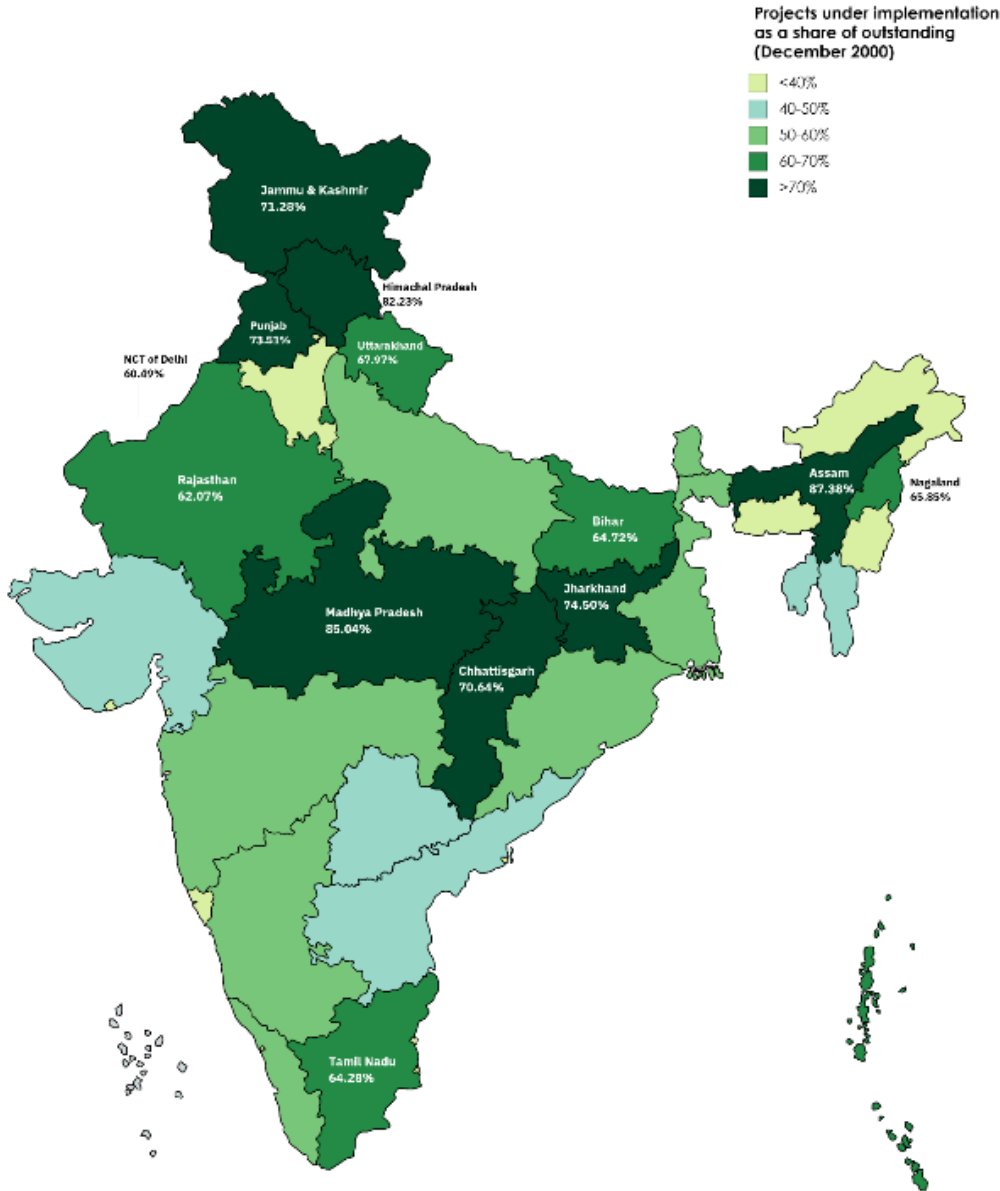 Projects under implementation
as a share of outstanding
(December 2000)
<40%
40-50%
50-60%
60-70%
>70%
Jammu & Kashmir
71.28%
Himachal Pradesh
82.23%
Punjab
73.51%
Uttarakhand
67.97%
NCT of Delhi
60.49%
Rajasthan
62.07%
Assam
87.38%
Nagaland
65.85%
Bihar
64.72%
Jharkhand
74.50%
Madhya Pradesh
85.04%
Chhattisgarh
70.64%
Tamil Nadu
64.28%